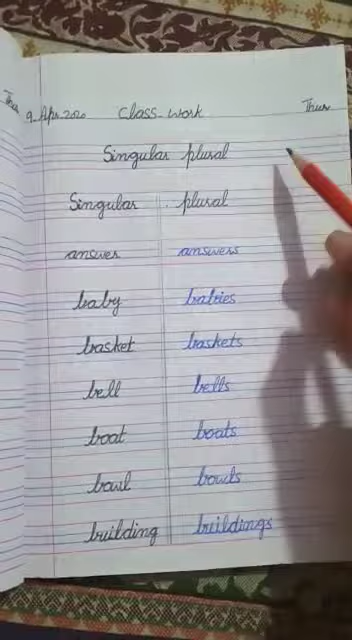 Thur
9-Apr-2020 Class-work Thur
Singular plural
Singular plural
answer answers
baby babies
basket baskets
bell bells
boat boats
bowl bowls
building buildings